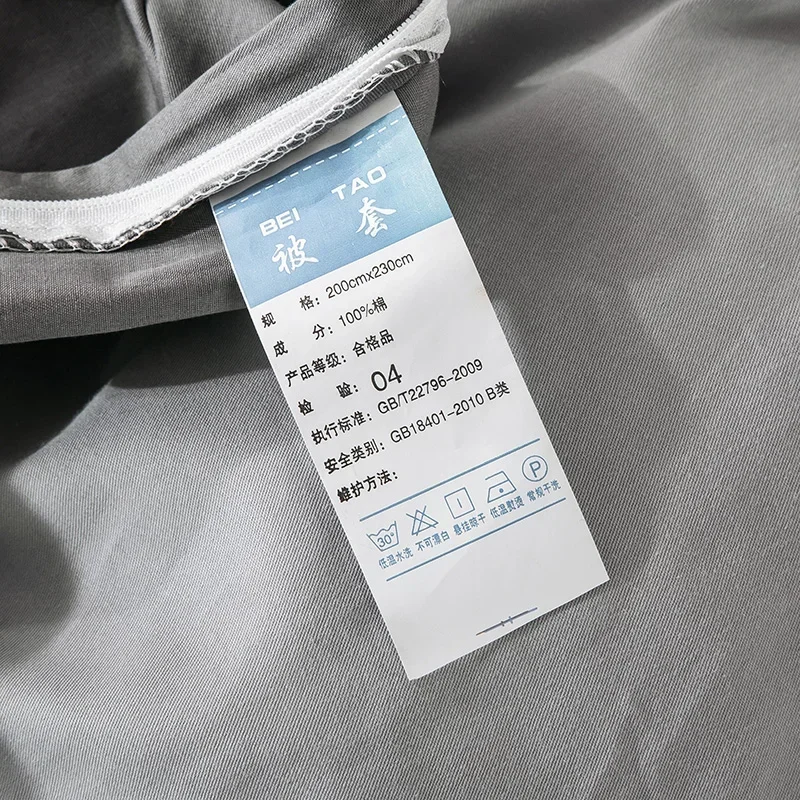 BEI TAO
被套
规 格：200cmx230cm
成 分：100%棉
产品等级：合格品
检 验：04
执行标准：GB/T22796-2009
安全类别：GB18401-2010 B类
维护方法：
30° P
低温水洗 不可漂白 悬挂晾干 低温熨烫 常规干洗